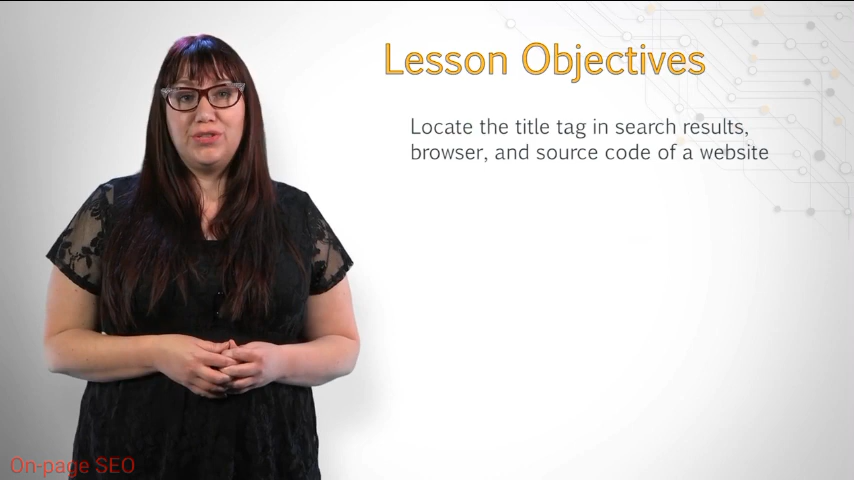 Lesson Objectives
Locate the title tag in search results,
browser, and source code of a website
On-page SEO